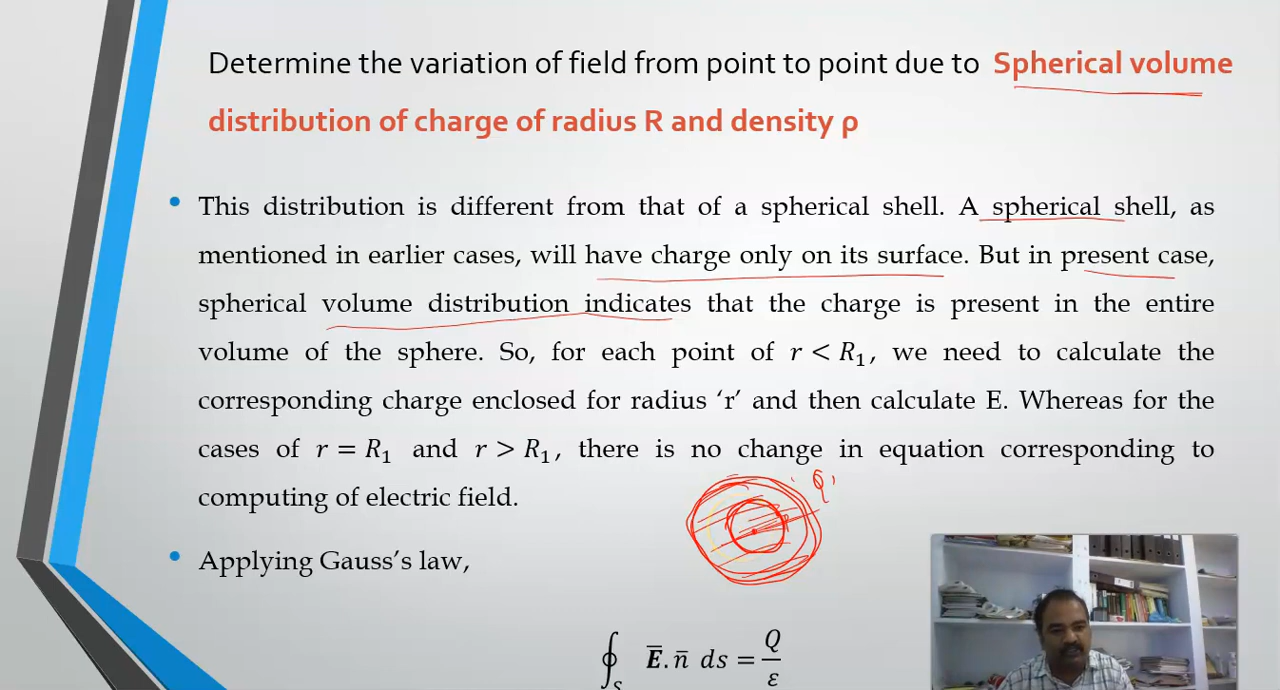 Determine the variation of field from point to point due to Spherical volume
distribution of charge of radius R and density ρ
• This distribution is different from that of a spherical shell. A spherical shell, as
mentioned in earlier cases, will have charge only on its surface. But in present case,
spherical volume distribution indicates that the charge is present in the entire
volume of the sphere. So, for each point of r < R₁, we need to calculate the
corresponding charge enclosed for radius ‘r’ and then calculate E. Whereas for the
cases of r = R₁ and r > R₁, there is no change in equation corresponding to
computing of electric field.
Q'
• Applying Gauss’s law,
∮ₛ E̅.n̅ ds = Q/ε